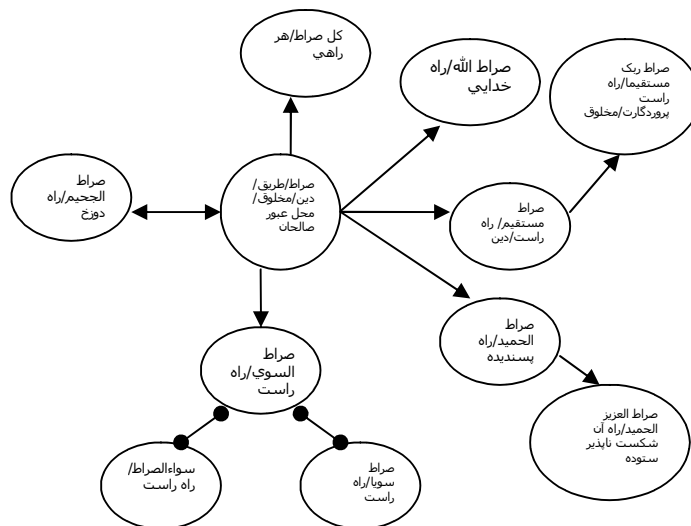 كل صراط/هر
راهي
صراط الله/راه
خدايي
صراط ربک
مستقيما/راه
راست
پروردگارت/مخلوق
صراط
الجحيم/راه
دوزخ
صراط/طريق/
دين/مخلوق/
محل عبور
صالحان
صراط
مستقيم/ راه
راست/دين
صراط
الحميد/راه
پسنديده
صراط
السوي/راه
راست
صراط العزيز
الحميد/راه آن
شکست ناپذير
ستوده
سواءالصراط/
راه راست
صراط
سويا/راه
راست